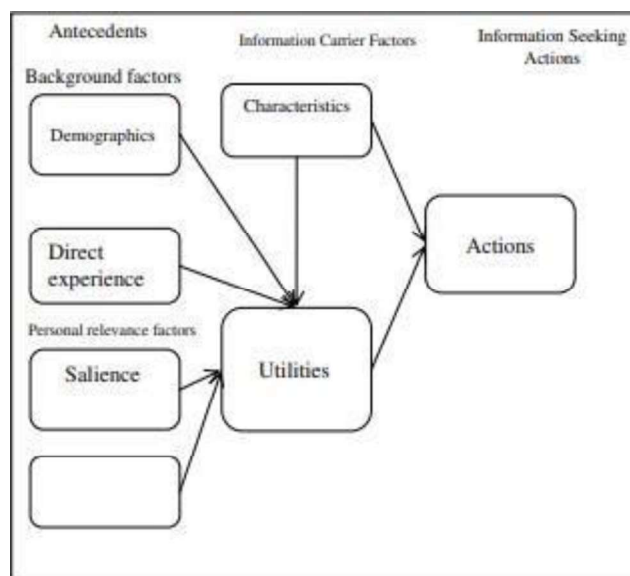 Antecedents
Information Carrier Factors
Information Seeking
Actions
Background factors
Demographics
Characteristics
Direct
experience
Actions
Personal relevance factors
Salience
Utilities